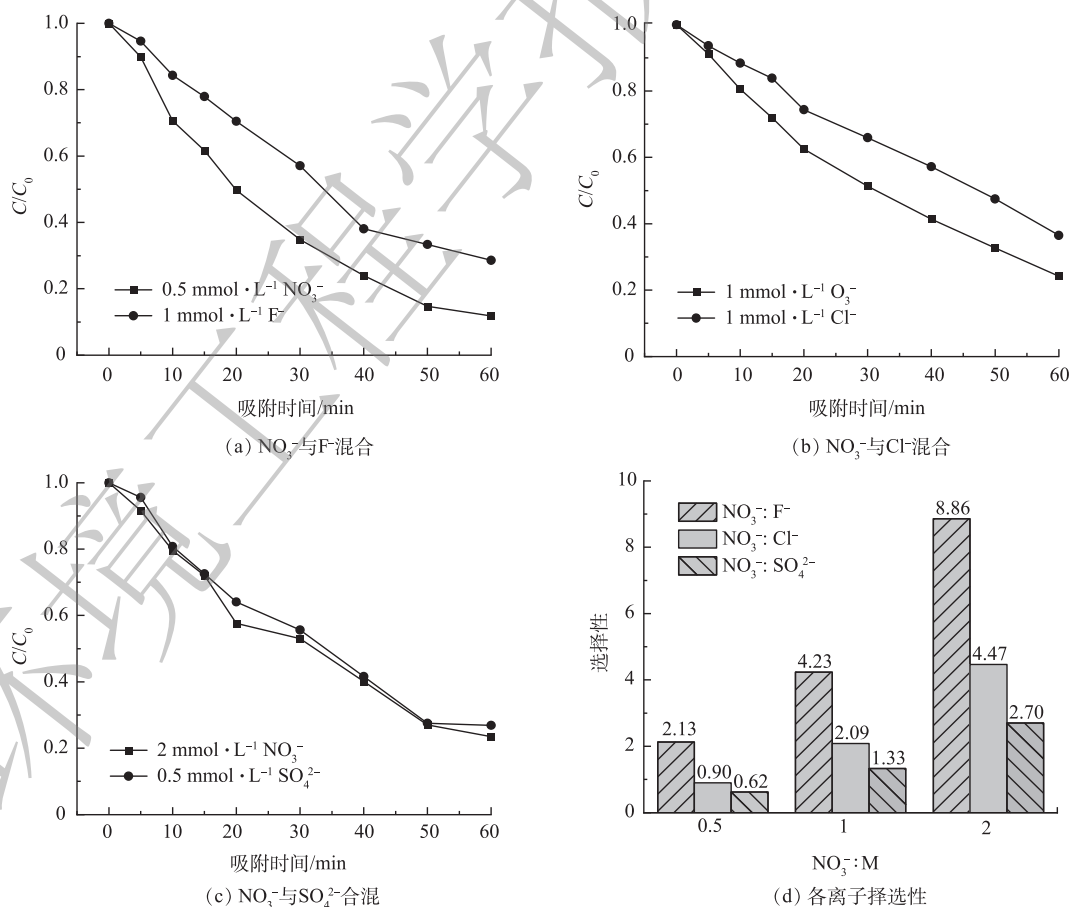 1.0
0.8
0.6
0.4
0.2
0
C/C₀
0.5 mmol·L⁻¹ NO₃⁻
1 mmol·L⁻¹ F⁻
0 10 20 30 40 50 60
吸附时间/min
(a) NO₃⁻与F⁻混合
1.0
0.8
0.6
0.4
0.2
0
C/C₀
1 mmol·L⁻¹ O₃⁻
1 mmol·L⁻¹ Cl⁻
0 10 20 30 40 50 60
吸附时间/min
(b) NO₃⁻与Cl⁻混合
1.0
0.8
0.6
0.4
0.2
0
C/C₀
2 mmol·L⁻¹ NO₃⁻
0.5 mmol·L⁻¹ SO₄²⁻
0 10 20 30 40 50 60
吸附时间/min
(c) NO₃⁻与SO₄²⁻合混
10
8
6
4
2
0
选择性
NO₃⁻: F⁻
NO₃⁻: Cl⁻
NO₃⁻: SO₄²⁻
2.13
0.90
0.62
4.23
2.09
1.33
8.86
4.47
2.70
0.5 1 2
NO₃⁻:M
(d) 各离子择选性
环境工程学报